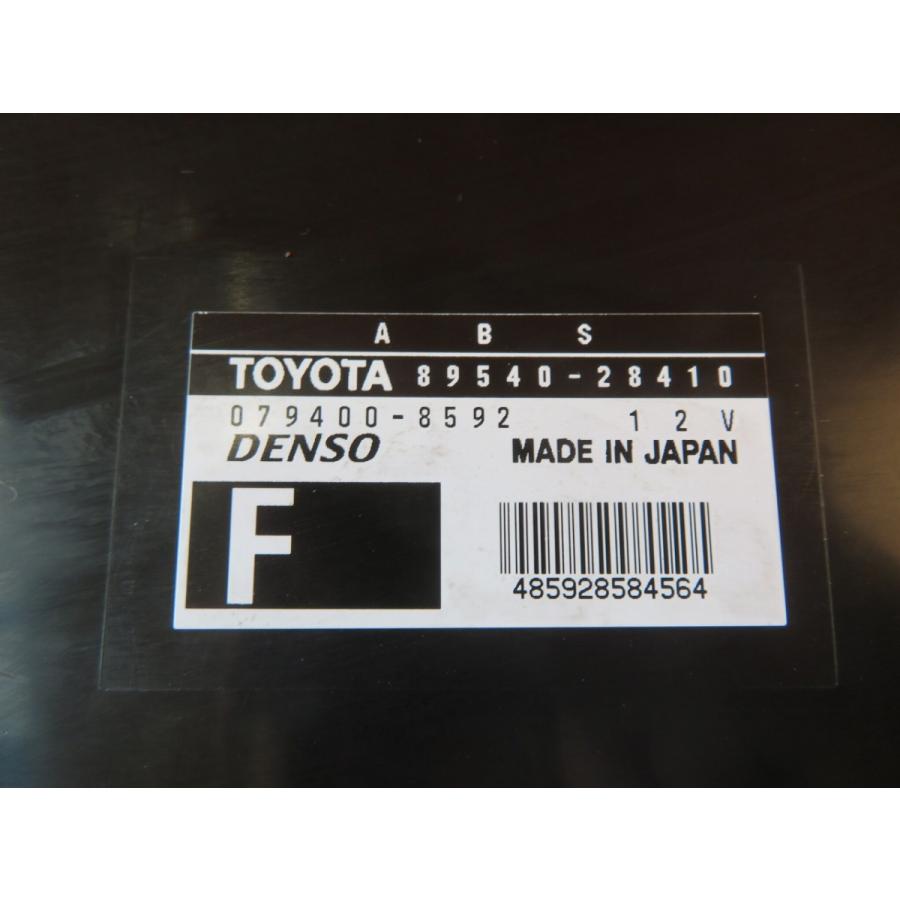 ABS
TOYOTA 89540-28410
079400-8592 12V
DENSO MADE IN JAPAN
F
485928584564